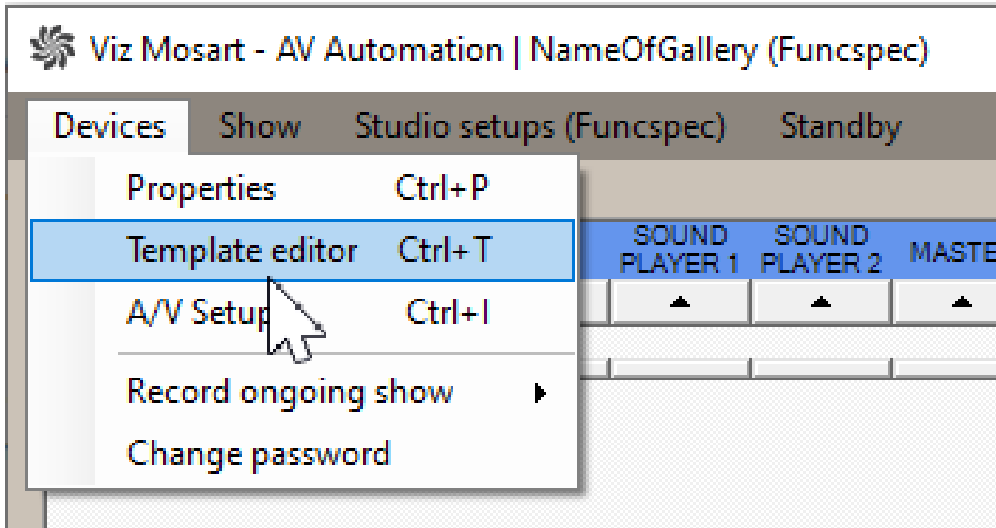 Viz Mosart - AV Automation | NameOfGallery (Funcspec)
Devices Show Studio setups (Funcspec) Standby
Properties Ctrl+P
Template editor Ctrl+T
A/V Setup Ctrl+I
Record ongoing show
Change password
SOUND PLAYER 1
SOUND PLAYER 2
MASTE